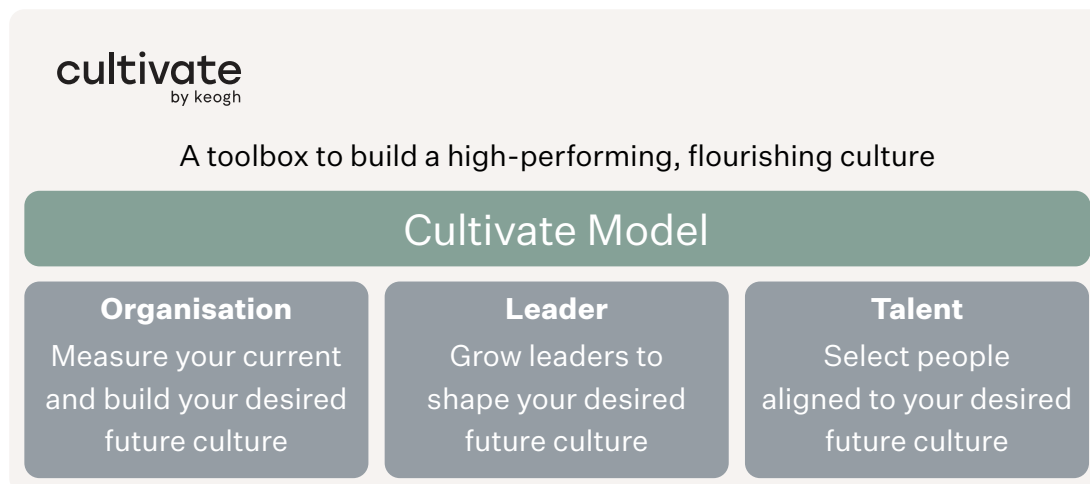 cultivate
by keogh
A toolbox to build a high-performing, flourishing culture
Cultivate Model
Organisation
Measure your current
and build your desired
future culture
Leader
Grow leaders to
shape your desired
future culture
Talent
Select people
aligned to your desired
future culture